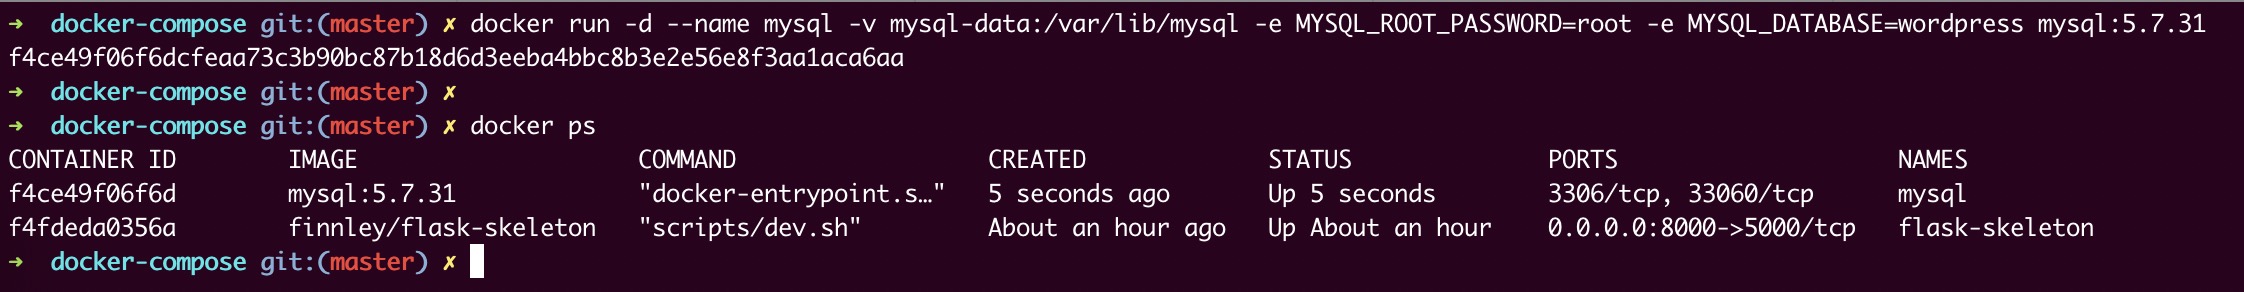 ➜  docker-compose git:(master) ✗ docker run -d --name mysql -v mysql-data:/var/lib/mysql -e MYSQL_ROOT_PASSWORD=root -e MYSQL_DATABASE=wordpress mysql:5.7.31
f4ce49f06f6dcfeaa73c3b90bc87b18d6d3eeba4bbc8b3e2e56e8f3aa1aca6aa
➜  docker-compose git:(master) ✗
➜  docker-compose git:(master) ✗ docker ps
CONTAINER ID        IMAGE                    COMMAND                  CREATED             STATUS              PORTS                    NAMES
f4ce49f06f6d        mysql:5.7.31             "docker-entrypoint.s…"   5 seconds ago       Up 5 seconds        3306/tcp, 33060/tcp      mysql
f4fdeda0356a        finnley/flask-skeleton   "scripts/dev.sh"         About an hour ago   Up About an hour    0.0.0.0:8000->5000/tcp   flask-skeleton
➜  docker-compose git:(master) ✗